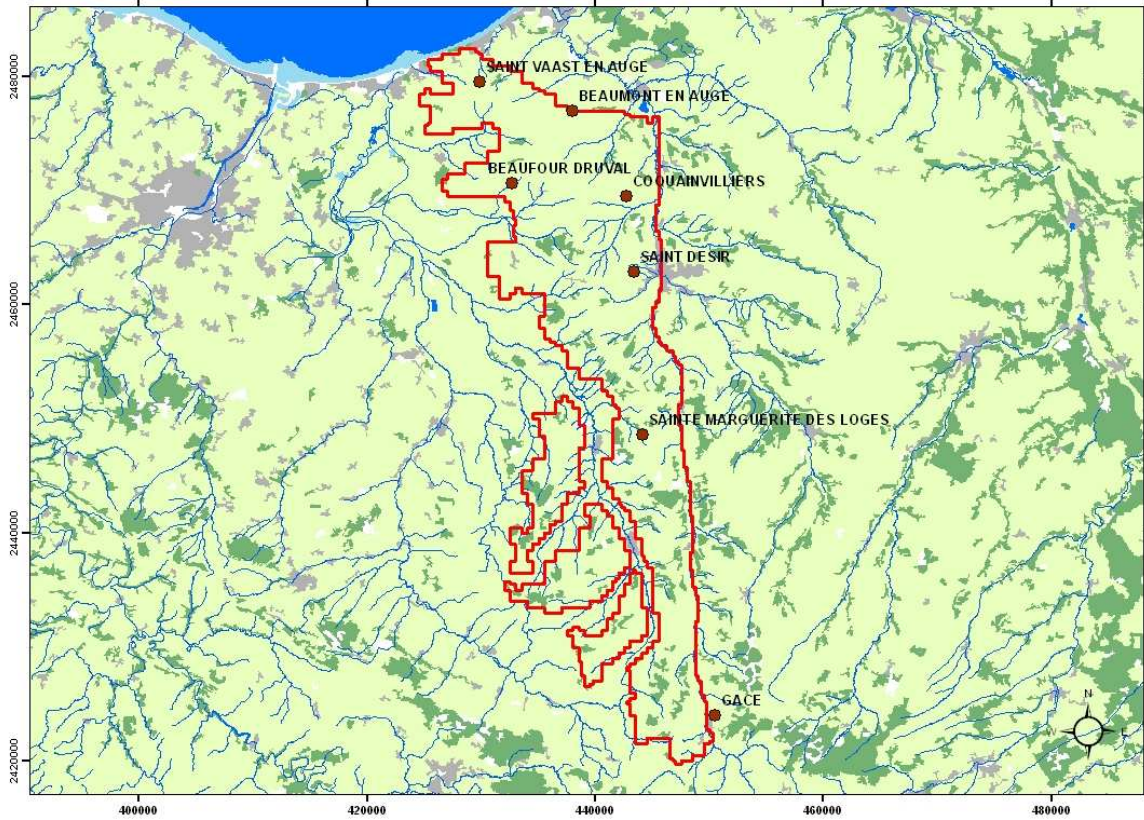 2480000
SAINT VAAST EN AUGE
BEAUMONT EN AUGE
BEAUFOUR DRUVAL
COQUAINVILLIERS
SAINT DESIR
2460000
SAINTE MARGUERITE DES LOGES
2440000
GACE
N
E
2420000
400000
420000
440000
460000
480000